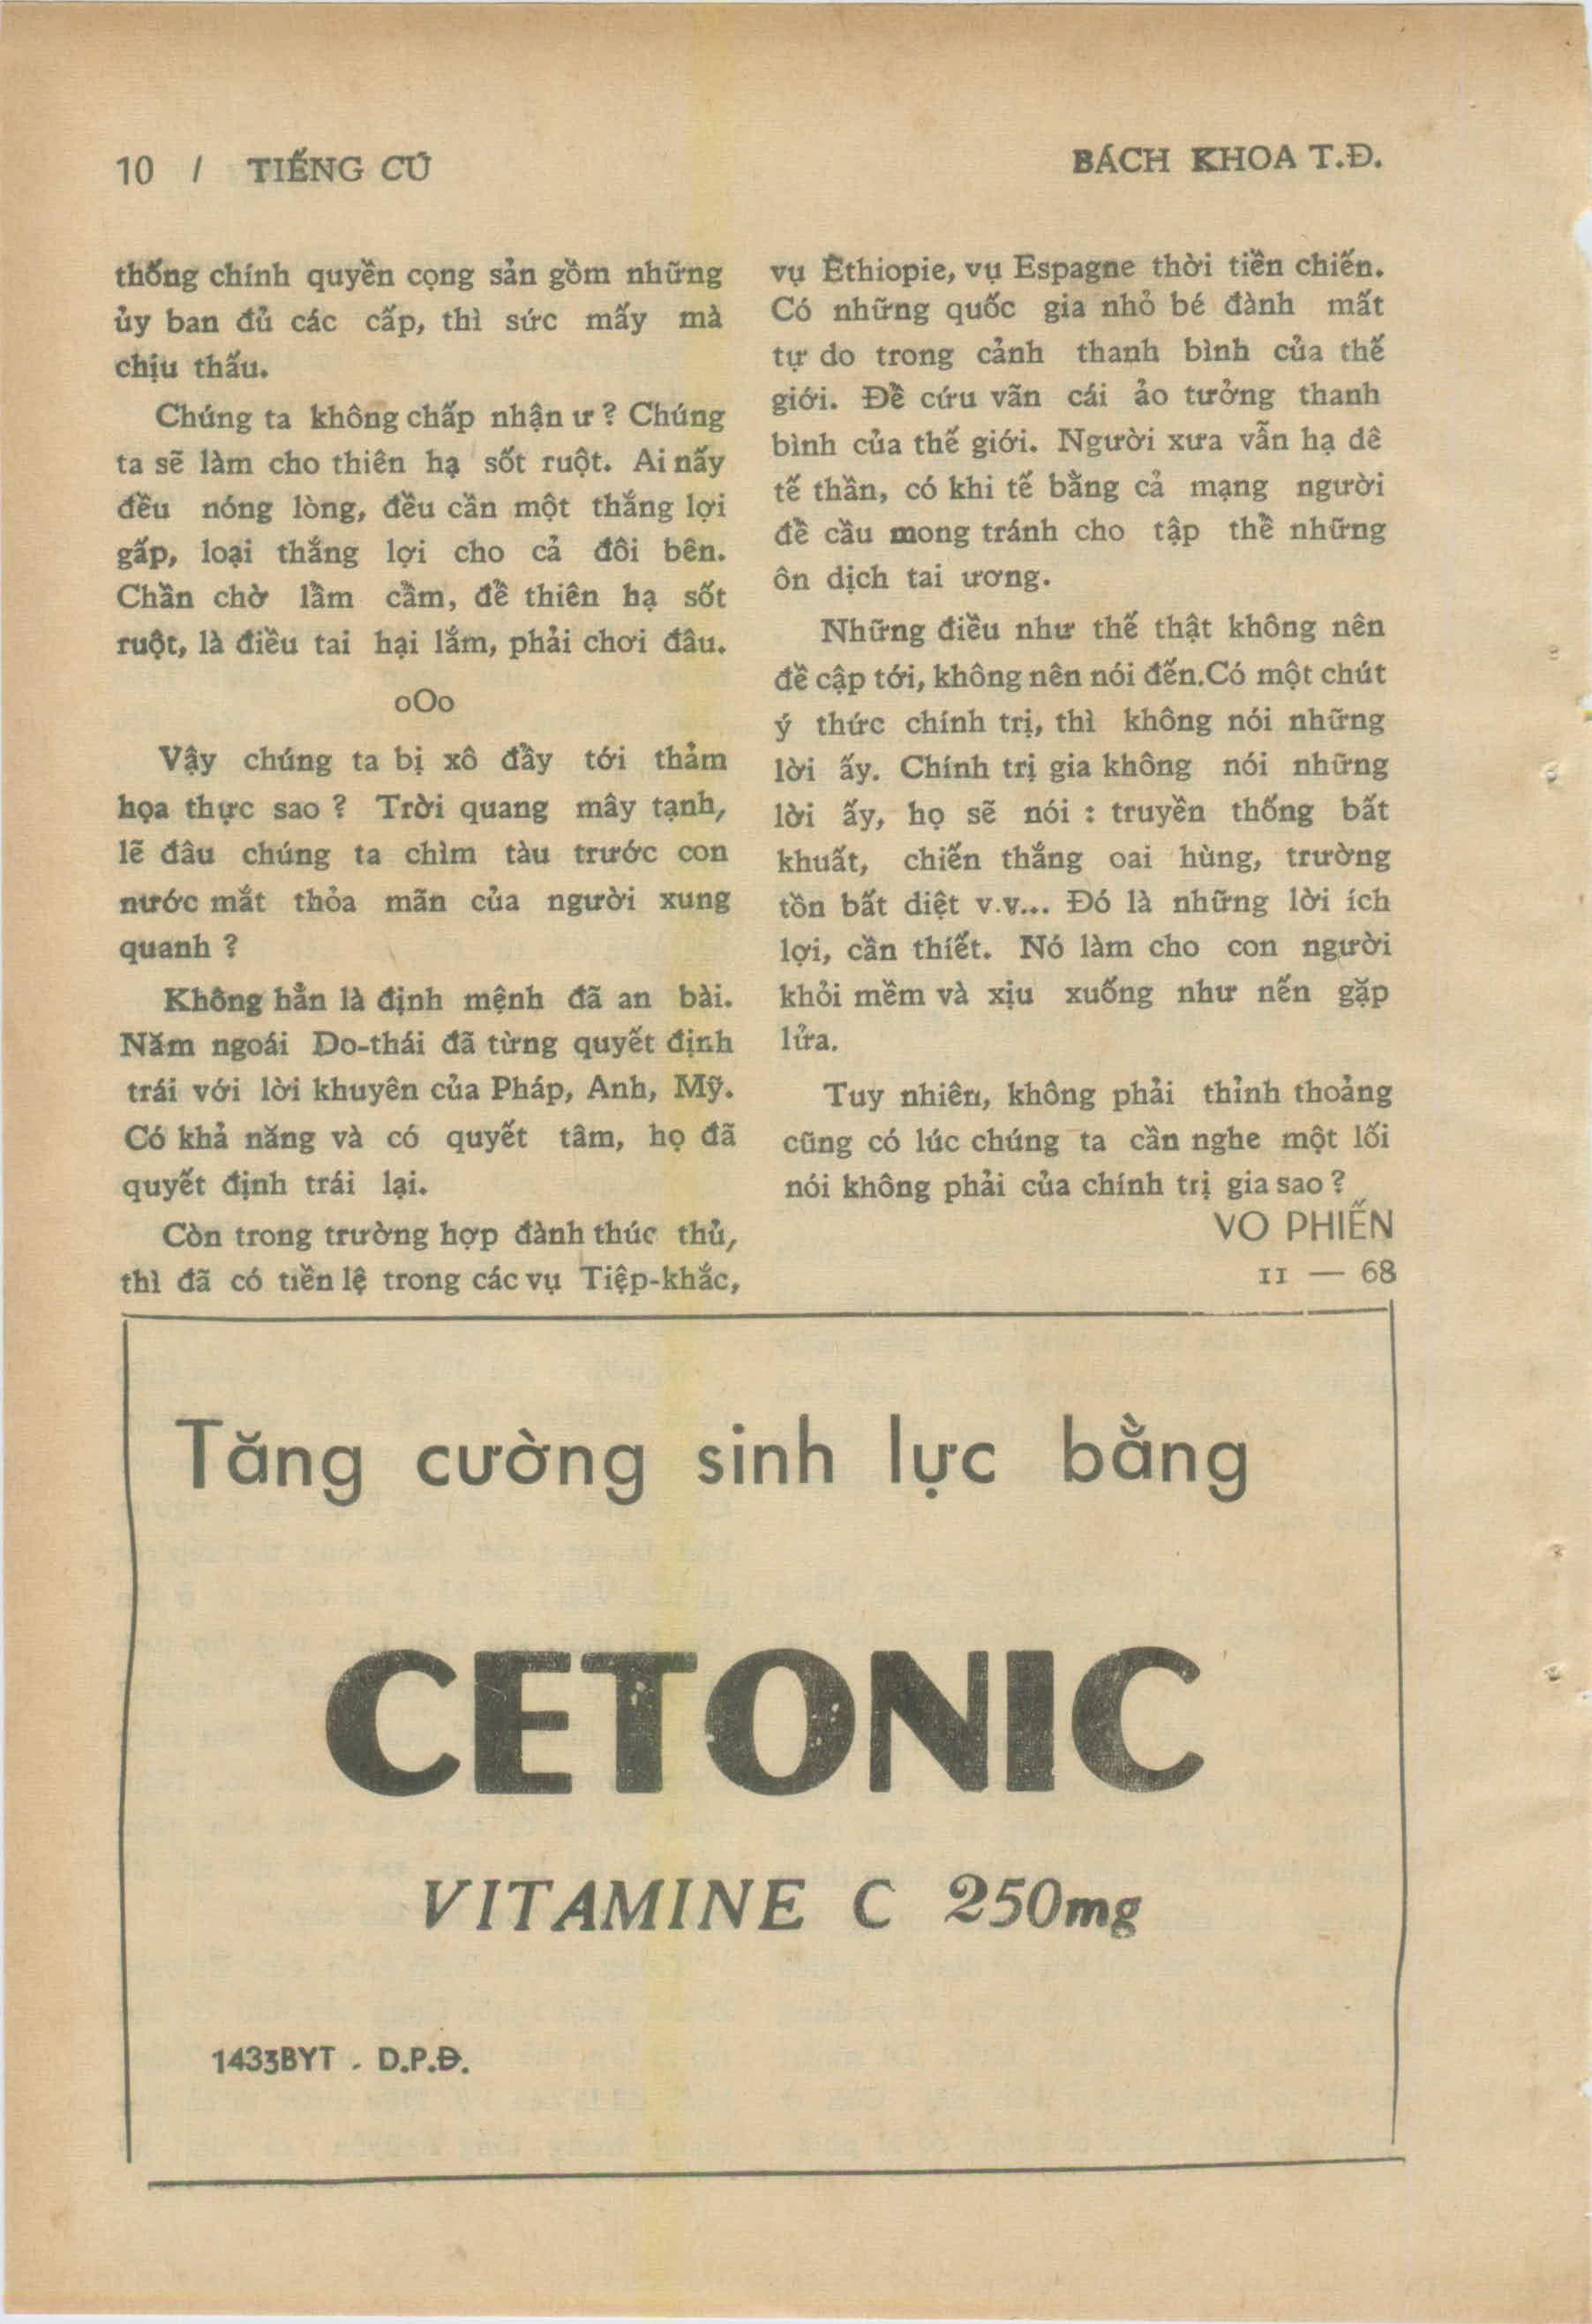 10 / TIẾNG CÚ
BÁCH KHOA T.Đ.
thống chính quyền cọng sản gồm những
ủy ban đủ các cấp, thì sức mấy mà
chịu thấu.
Chúng ta không chấp nhận ư ? Chúng
ta sẽ làm cho thiên hạ sốt ruột. Ai nấy
đều nóng lòng, đều cần một thắng lợi
gấp, loại thắng lợi cho cả đôi bên.
Chần chờ lầm cầm, để thiên hạ sốt
ruột, là điều tai hại lắm, phải chơi đâu.
oOo
Vậy chúng ta bị xô đẩy tới thảm
họa thực sao ? Trời quang mây tạnh,
lẽ đâu chúng ta chìm tàu trước con
nước mắt thỏa mãn của người xung
quanh ?
Không hẳn là định mệnh đã an bài.
Năm ngoái Do-thái đã từng quyết định
trái với lời khuyên của Pháp, Anh, Mỹ.
Có khả năng và có quyết tâm, họ đã
quyết định trái lại.
Còn trong trường hợp đành thúc thủ,
thì đã có tiền lệ trong các vụ Tiệp-khắc,
vụ Êthiopie, vụ Espagne thời tiền chiến.
Có những quốc gia nhỏ bé đành mất
tự do trong cảnh thanh bình của thế
giới. Để cứu vãn cái ảo tưởng thanh
bình của thế giới. Người xưa vẫn hạ dê
tế thần, có khi tế bằng cả mạng người
để cầu mong tránh cho tập thể những
ôn dịch tai ương.
Những điều như thế thật không nên
đề cập tới, không nên nói đến.Có một chút
ý thức chính trị, thì không nói những
lời ấy. Chính trị gia không nói những
lời ấy, họ sẽ nói : truyền thống bất
khuất, chiến thắng oai hùng, trường
tồn bất diệt v.v... Đó là những lời ích
lợi, cần thiết. Nó làm cho con người
khỏi mềm và xịu xuống như nến gặp
lửa.
Tuy nhiên, không phải thỉnh thoảng
cũng có lúc chúng ta cần nghe một lối
nói không phải của chính trị gia sao ?
VO PHIẾN
11 — 68
Tăng cường sinh lực bằng
CETONIC
VITAMINE C 250mg
1433BYT - D.P.Đ.